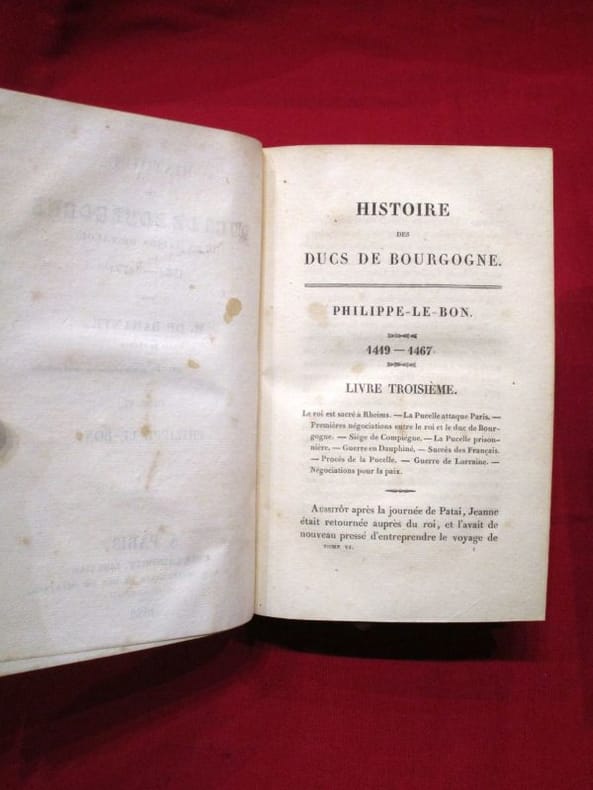 HISTOIRE
DES
DUCS DE BOURGOGNE.
PHILIPPE-LE-BON.
1419 — 1467.
LIVRE TROISIÈME.
Le roi est sacré à Rheims. — La Pucelle attaque Paris. —
Premières négociations entre le roi et le duc de Bour-
gogne. — Siége de Compiègne. — La Pucelle prison-
nière. — Guerre en Dauphiné. — Succès des Français.
— Procès de la Pucelle. — Guerre de Lorraine. —
Négociations pour la paix.
Aussitôt après la journée de Patai, Jeanne
était retournée auprès du roi, et l'avait de
nouveau pressé d'entreprendre le voyage de
TOME VI. 1